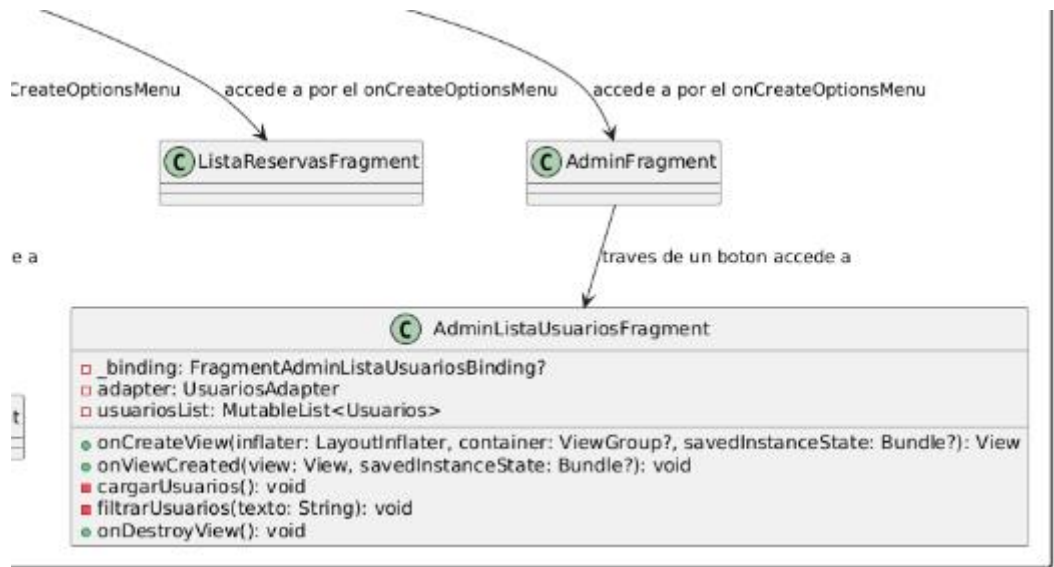 CreateOptionsMenu
accede a por el onCreateOptionsMenu
accede a por el onCreateOptionsMenu
C ListaReservasFragment
C AdminFragment
e a
traves de un boton accede a
C AdminListaUsuariosFragment
_binding: FragmentAdminListaUsuariosBinding?
adapter: UsuariosAdapter
usuariosList: MutableList<Usuarios>
t
onCreateView(inflater: LayoutInflater, container: ViewGroup?, savedInstanceState: Bundle?): View
onViewCreated(view: View, savedInstanceState: Bundle?): void
cargarUsuarios(): void
filtrarUsuarios(texto: String): void
onDestroyView(): void